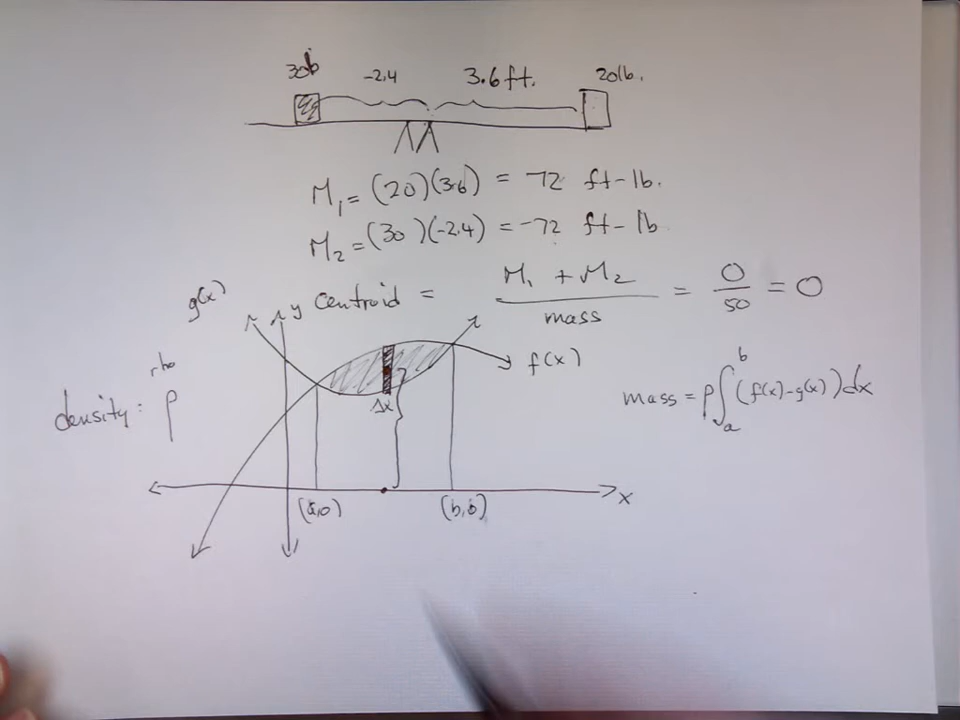 30lb -2.4 3.6 ft. 20lb.
M₁ = (20)(3.6) = 72 ft-lb.
M₂ = (30)(-2.4) = -72 ft-lb
centroid = M₁ + M₂ / mass = 0/50 = 0
g(x)
y
f(x)
rho
density: ρ
Δx
mass = ρ∫ₐᵇ(f(x)-g(x))dx
x
(a,0) (b,0)